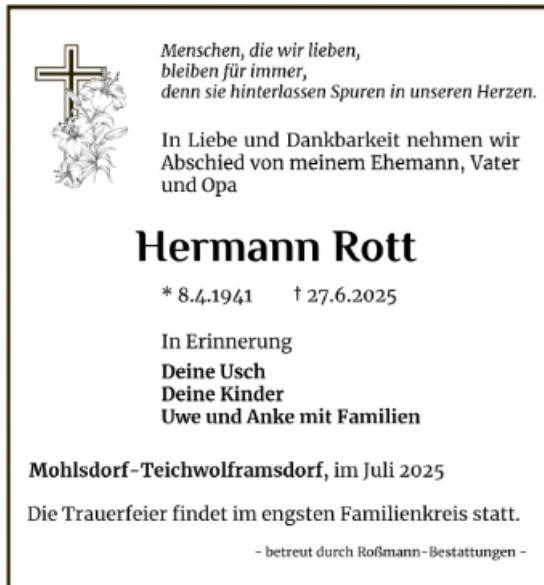 Menschen, die wir lieben,
bleiben für immer,
denn sie hinterlassen Spuren in unseren Herzen.
In Liebe und Dankbarkeit nehmen wir
Abschied von meinem Ehemann, Vater
und Opa
Hermann Rott
* 8.4.1941 † 27.6.2025
In Erinnerung
Deine Usch
Deine Kinder
Uwe und Anke mit Familien
Mohlsdorf-Teichwolframsdorf, im Juli 2025
Die Trauerfeier findet im engsten Familienkreis statt.
- betreut durch Roßmann-Bestattungen -